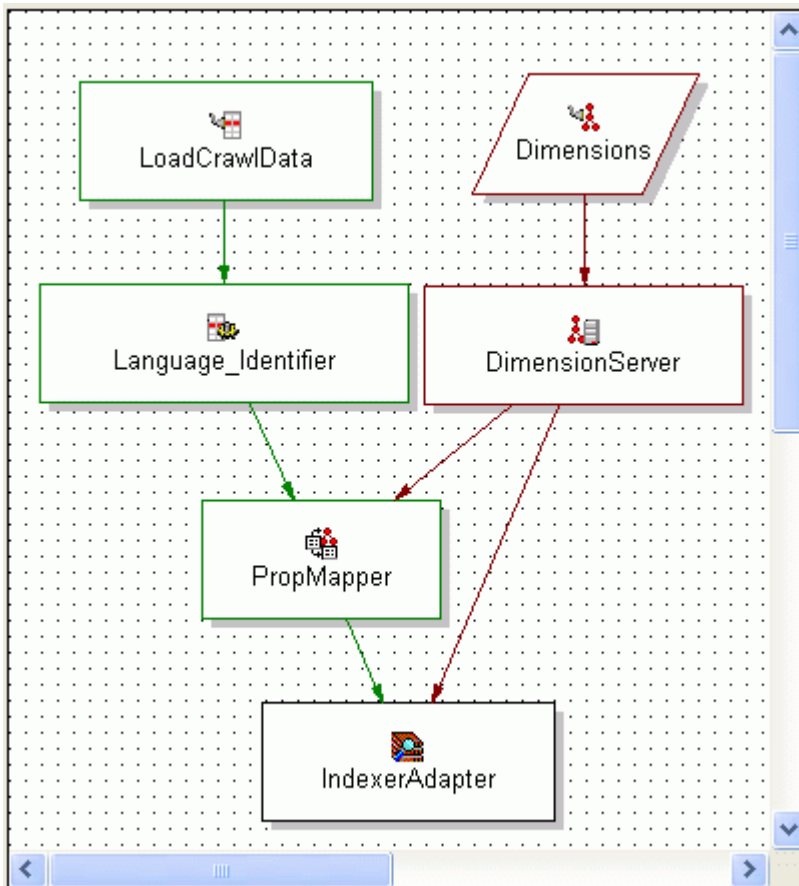 LoadCrawlData
Dimensions
Language_Identifier
DimensionServer
PropMapper
IndexerAdapter